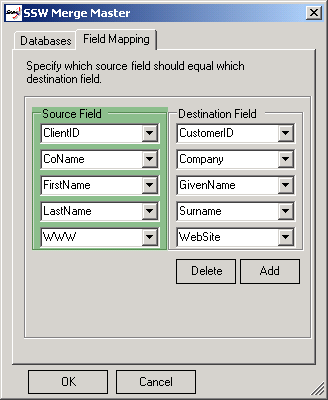 SSW Merge Master
Databases Field Mapping
Specify which source field should equal which
destination field.
Source Field Destination Field
ClientID CustomerID
CoName Company
FirstName GivenName
LastName Surname
WWW WebSite
Delete Add
OK Cancel